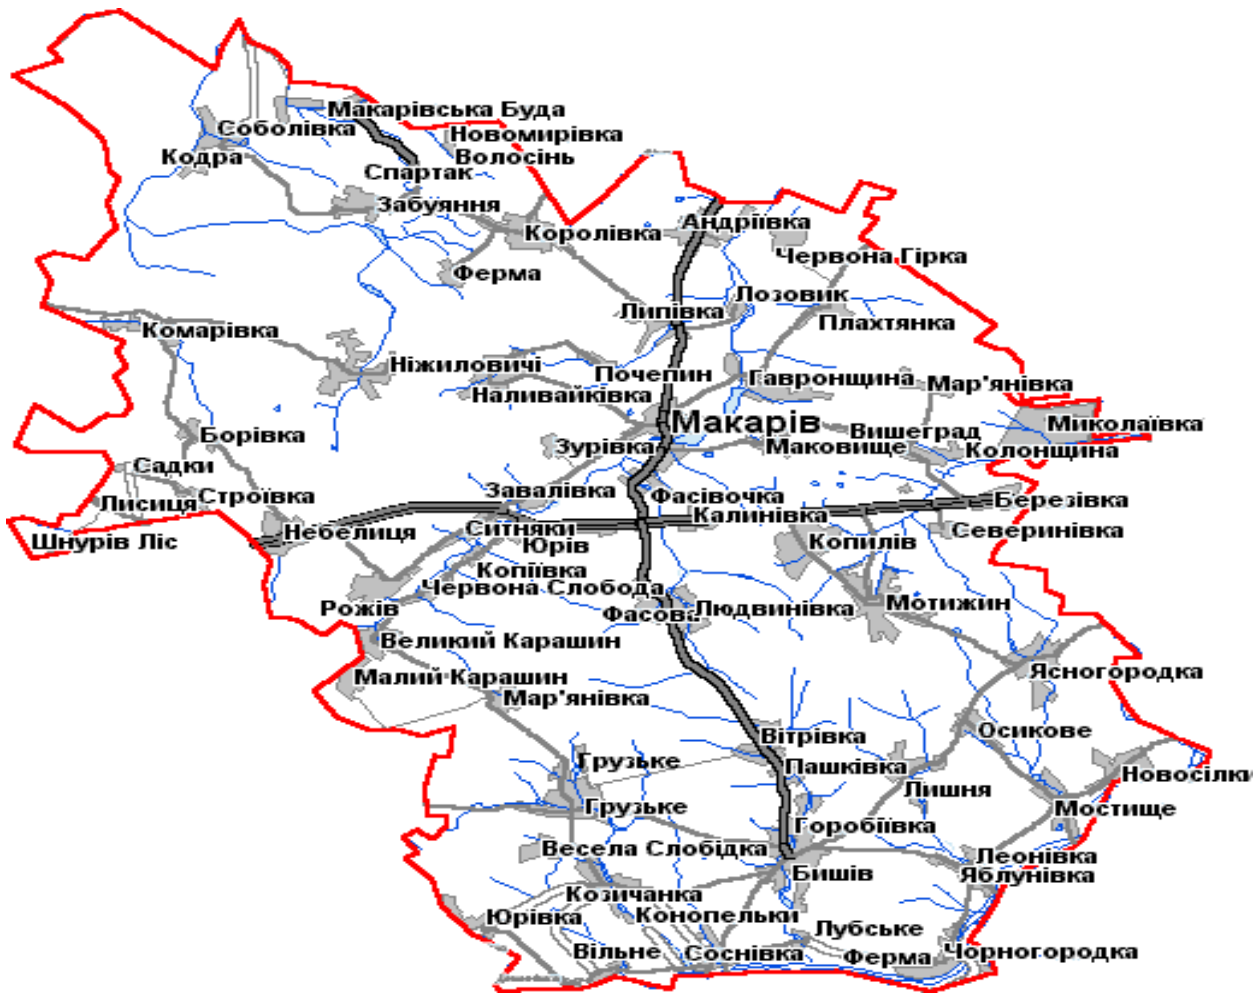 Макарівська Буда
Соболівка
Новомирівка
Кодра
Волосінь
Спартак
Забуяння
Королівка
Андріївка
Червона Гірка
Ферма
Лозовик
Липівка
Плахтянка
Комарівка
Ніжиловичі
Почепин
Гавронщина
Мар'янівка
Наливайківка
Макарів
Миколаївка
Борівка
Вишеград
Зурівка
Маковище
Колонщина
Садки
Строївка
Завалівка
Фасівочка
Березівка
Лисиця
Калинівка
Небелиця
Ситняки
Северинівка
Шнурів Ліс
Юрів
Копилів
Копіївка
Червона Слобода
Рожів
Фасова
Людвинівка
Мотижин
Великий Карашин
Ясногородка
Малий Карашин
Мар'янівка
Осикове
Вітрівка
Грузьке
Пашківка
Новосілки
Лишня
Грузьке
Мостище
Горобіївка
Весела Слобідка
Леонівка
Бишів
Яблунівка
Козичанка
Конопельки
Юрівка
Лубське
Вільне
Соснівка
Ферма
Чорногородка